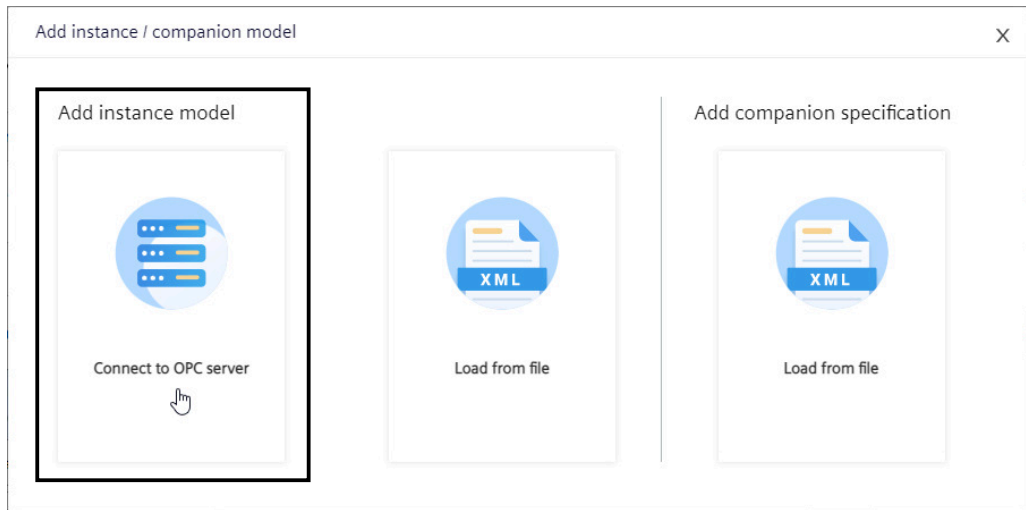 Add instance / companion model
X
Add instance model
Add companion specification
XML
XML
Connect to OPC server
Load from file
Load from file